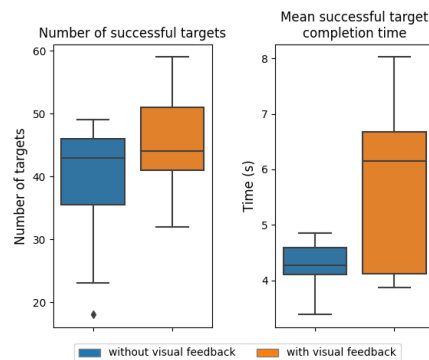 Number of successful targets
Mean successful target
completion time
Number of targets
60
50
40
30
20
Time (s)
8
7
6
5
4
without visual feedback
with visual feedback